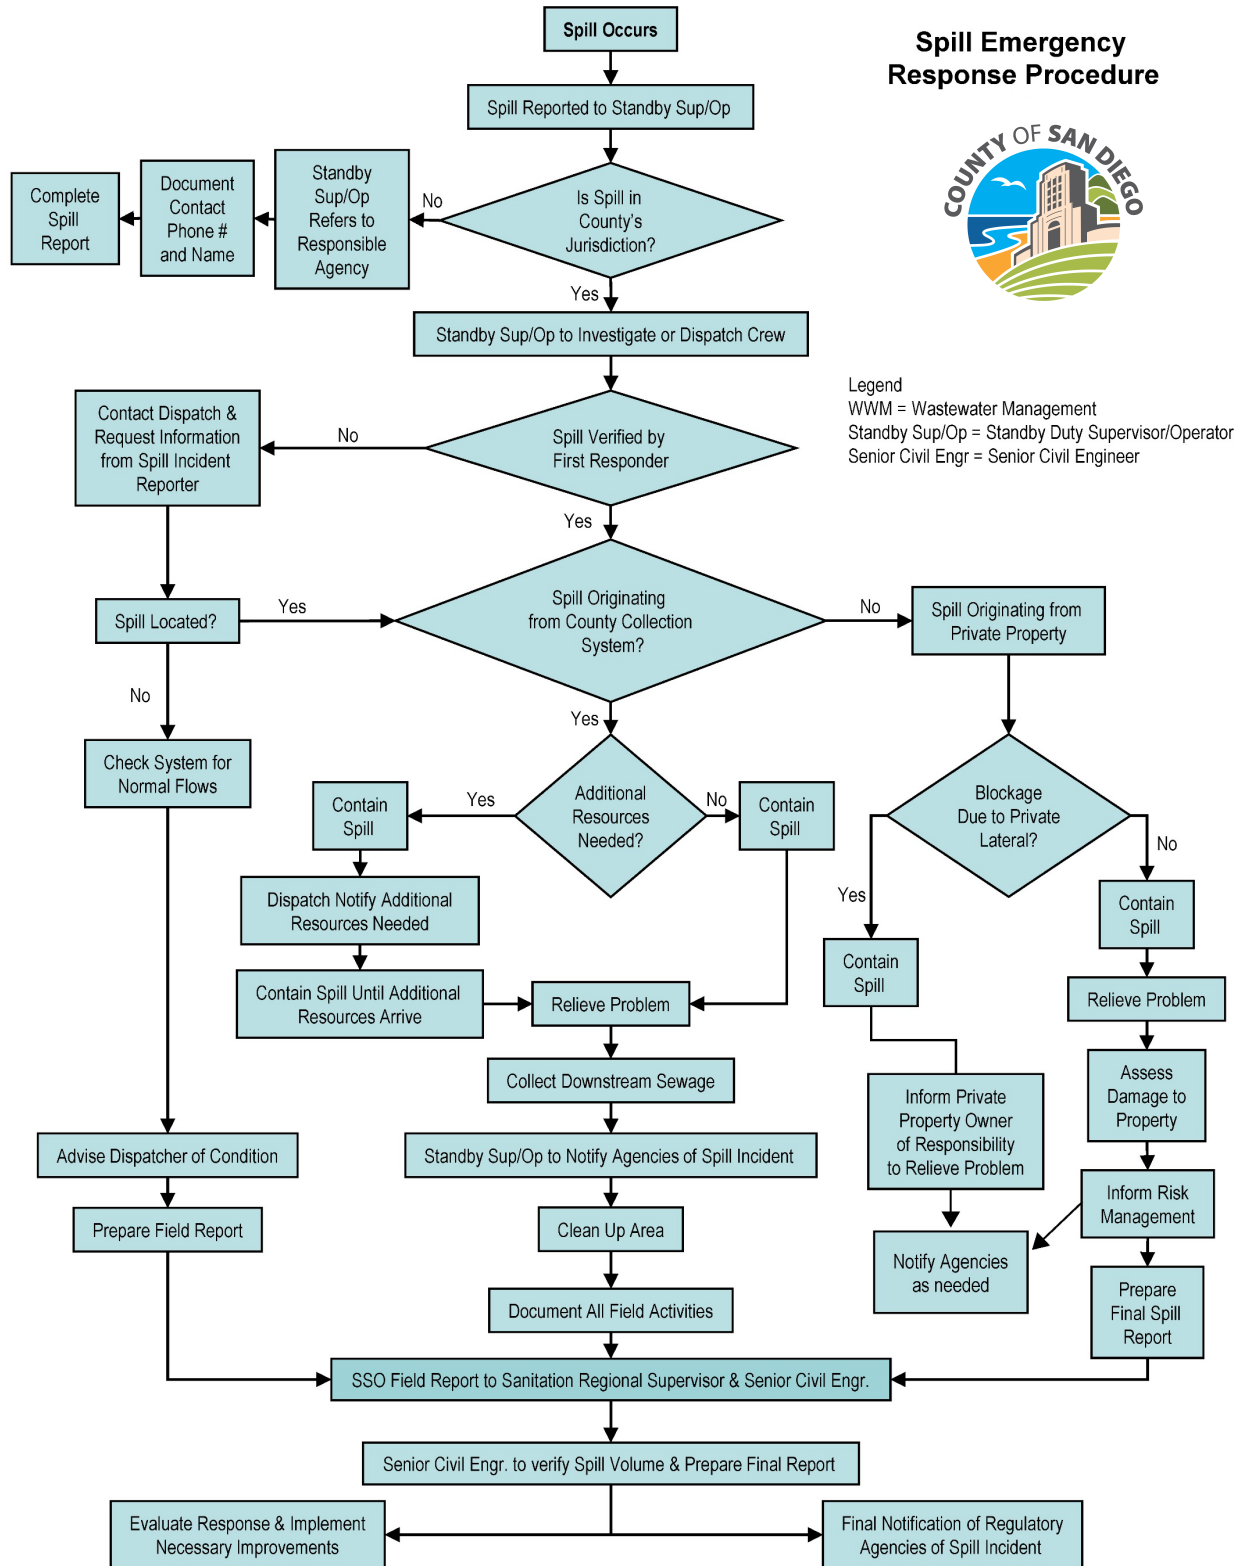 Spill Emergency
Response Procedure
COUNTY OF SAN DIEGO
Spill Occurs
Spill Reported to Standby Sup/Op
Is Spill in
County's
Jurisdiction?
No
Standby
Sup/Op
Refers to
Responsible
Agency
Document
Contact
Phone #
and Name
Complete
Spill
Report
Yes
Standby Sup/Op to Investigate or Dispatch Crew
Legend
WWM = Wastewater Management
Standby Sup/Op = Standby Duty Supervisor/Operator
Senior Civil Engr = Senior Civil Engineer
Spill Verified by
First Responder
No
Contact Dispatch &
Request Information
from Spill Incident
Reporter
Yes
Spill Located?
Yes
Spill Originating
from County Collection
System?
No
Spill Originating from
Private Property
No
Check System for
Normal Flows
Yes
Additional
Resources
Needed?
Yes
Contain
Spill
No
Contain
Spill
Blockage
Due to Private
Lateral?
No
Yes
Contain
Spill
Contain
Spill
Dispatch Notify Additional
Resources Needed
Contain Spill Until Additional
Resources Arrive
Relieve Problem
Relieve Problem
Collect Downstream Sewage
Inform Private
Property Owner
of Responsibility
to Relieve Problem
Assess
Damage to
Property
Advise Dispatcher of Condition
Standby Sup/Op to Notify Agencies of Spill Incident
Inform Risk
Management
Prepare Field Report
Clean Up Area
Notify Agencies
as needed
Document All Field Activities
Prepare
Final Spill
Report
SSO Field Report to Sanitation Regional Supervisor & Senior Civil Engr.
Senior Civil Engr. to verify Spill Volume & Prepare Final Report
Evaluate Response & Implement
Necessary Improvements
Final Notification of Regulatory
Agencies of Spill Incident